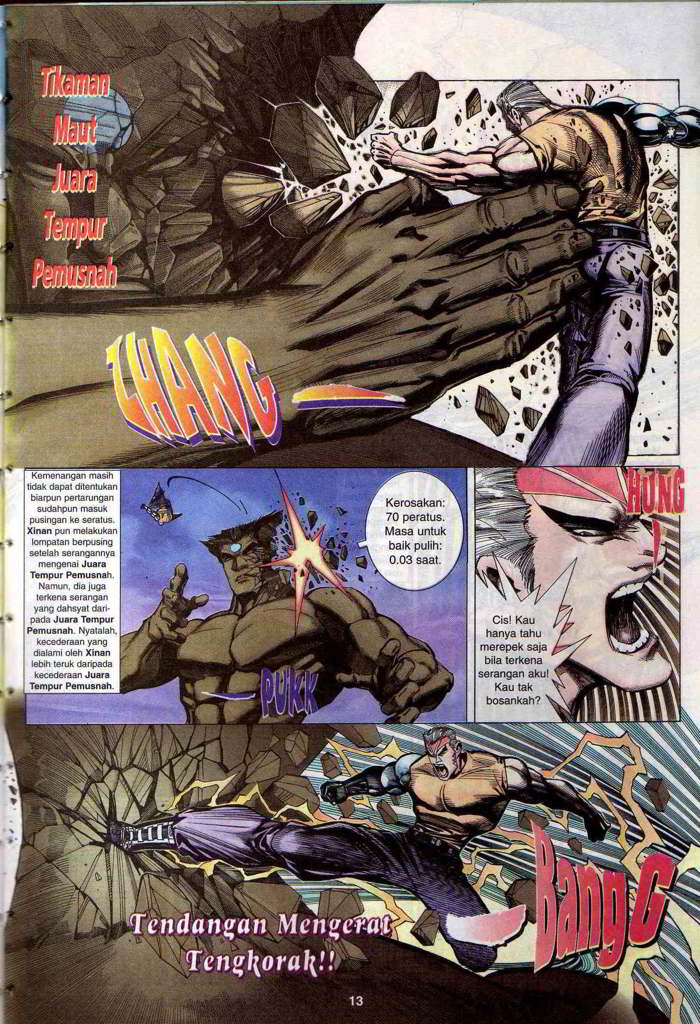 Tikaman
Maut
Juara
Tempur
Pemusnah
ZHANG
Kemenangan masih
tidak dapat ditentukan
biarpun pertarungan
sudahpun masuk
pusingan ke seratus.
Xinan pun melakukan
lompatan berpusing
setelah serangannya
mengenai Juara
Tempur Pemusnah.
Namun, dia juga
terkena serangan
yang dahsyat dari-
pada Juara Tempur
Pemusnah. Nyatalah,
kecederaan yang
dialami oleh Xinan
lebih teruk daripada
kecederaan Juara
Tempur Pemusnah.
Kerosakan:
70 peratus.
Masa untuk
baik pulih:
0.03 saat.
PUKK
HUNG
Cis! Kau
hanya tahu
merepek saja
bila terkena
serangan aku!
Kau tak
bosankah?
BangG
Tendangan Mengerat
Tengkorak!!
13